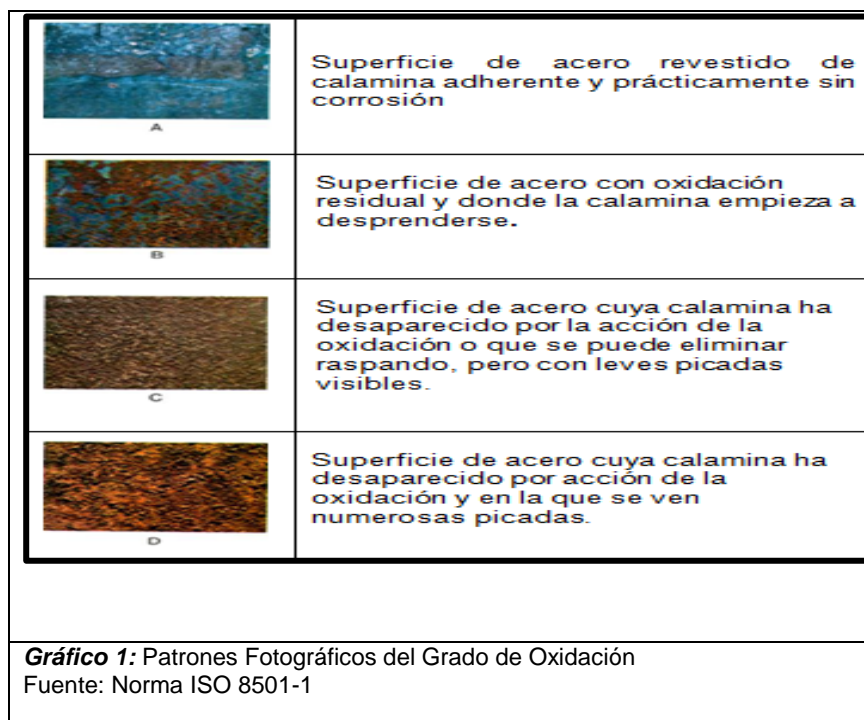 Superficie de acero revestido de
calamina adherente y prácticamente sin
corrosión
A
Superficie de acero con oxidación
residual y donde la calamina empieza a
desprenderse.
B
Superficie de acero cuya calamina ha
desaparecido por la acción de la
oxidación o que se puede eliminar
raspando, pero con leves picadas
visibles.
C
Superficie de acero cuya calamina ha
desaparecido por acción de la
oxidación y en la que se ven
numerosas picadas.
D
Gráfico 1: Patrones Fotográficos del Grado de Oxidación
Fuente: Norma ISO 8501-1